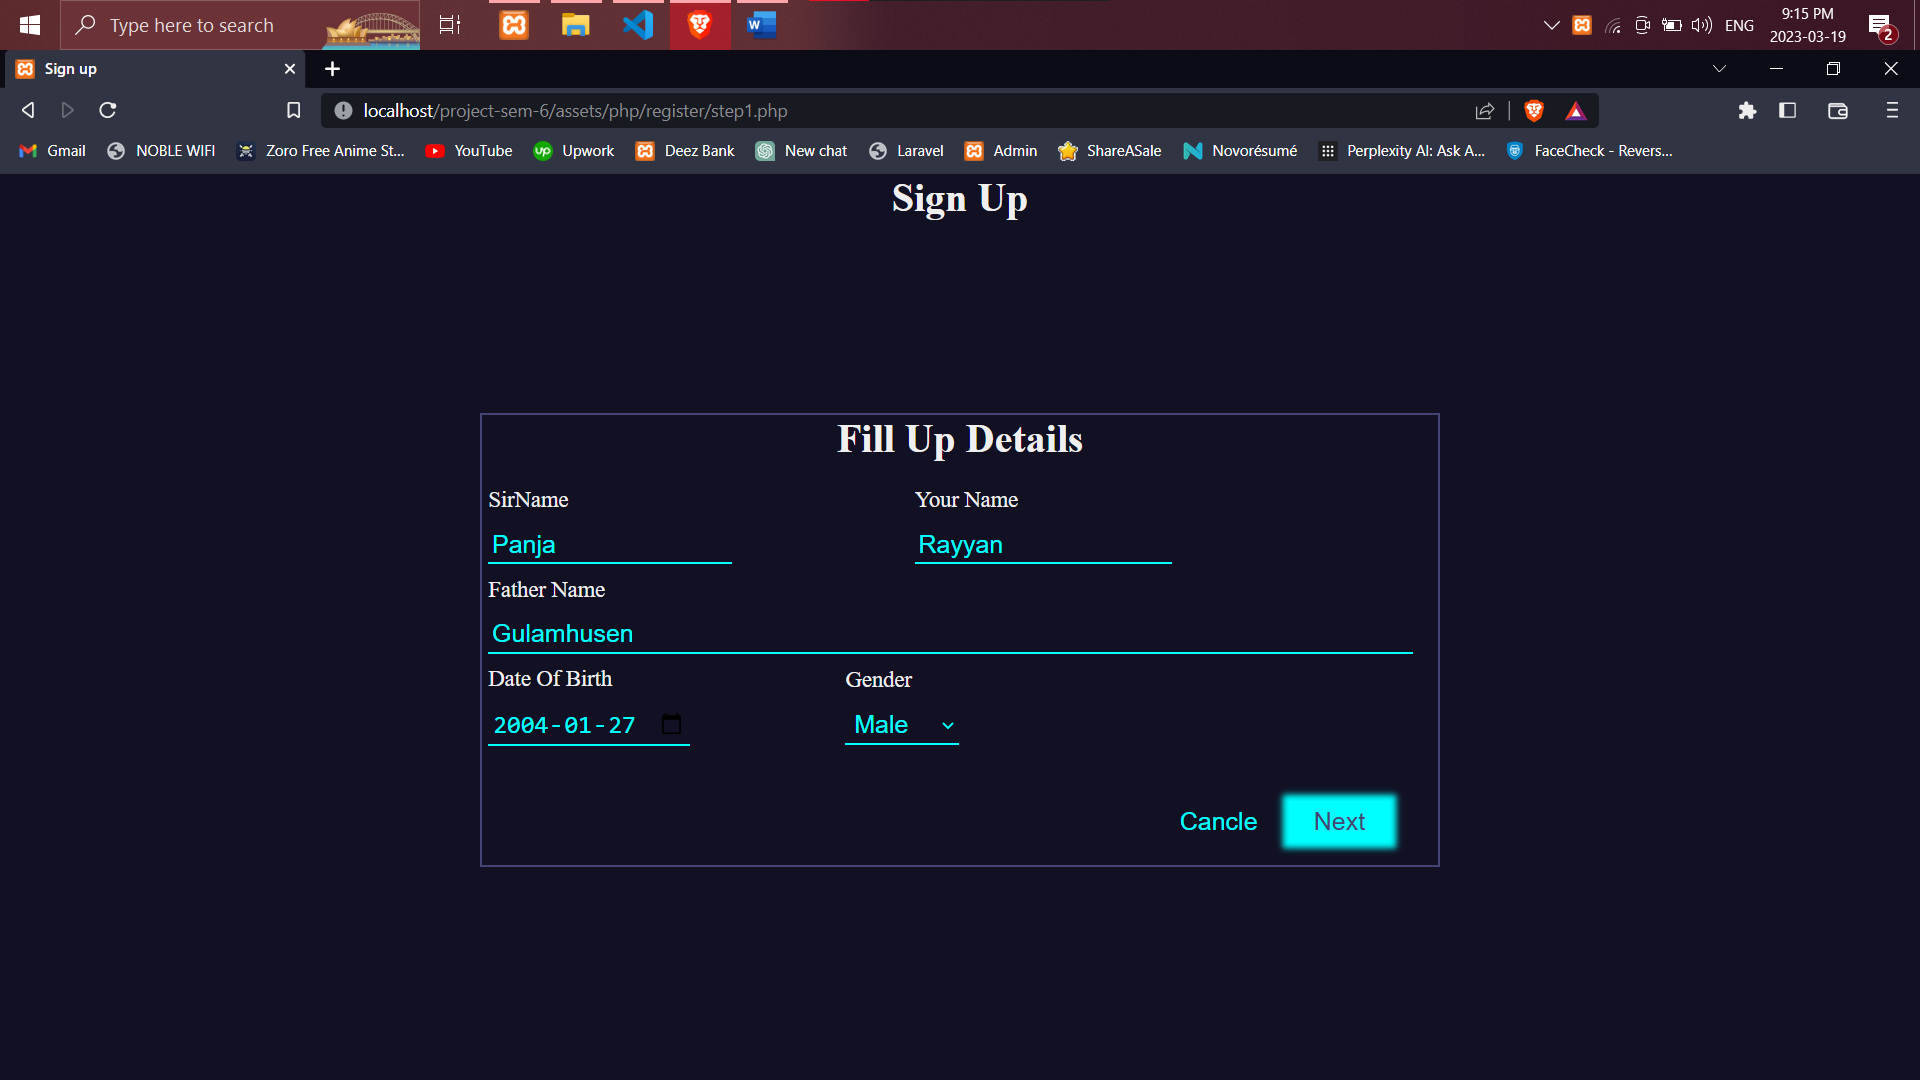 Type here to search
ENG
9:15 PM
2023-03-19
2
Sign up
localhost/project-sem-6/assets/php/register/step1.php
Gmail NOBLE WIFI Zoro Free Anime St... YouTube Upwork Deez Bank New chat Laravel Admin ShareASale Novorésumé Perplexity AI: Ask A... FaceCheck - Revers...
Sign Up
Fill Up Details
SirName Your Name
Panja Rayyan
Father Name
Gulamhusen
Date Of Birth Gender
2004-01-27 Male
Cancle Next